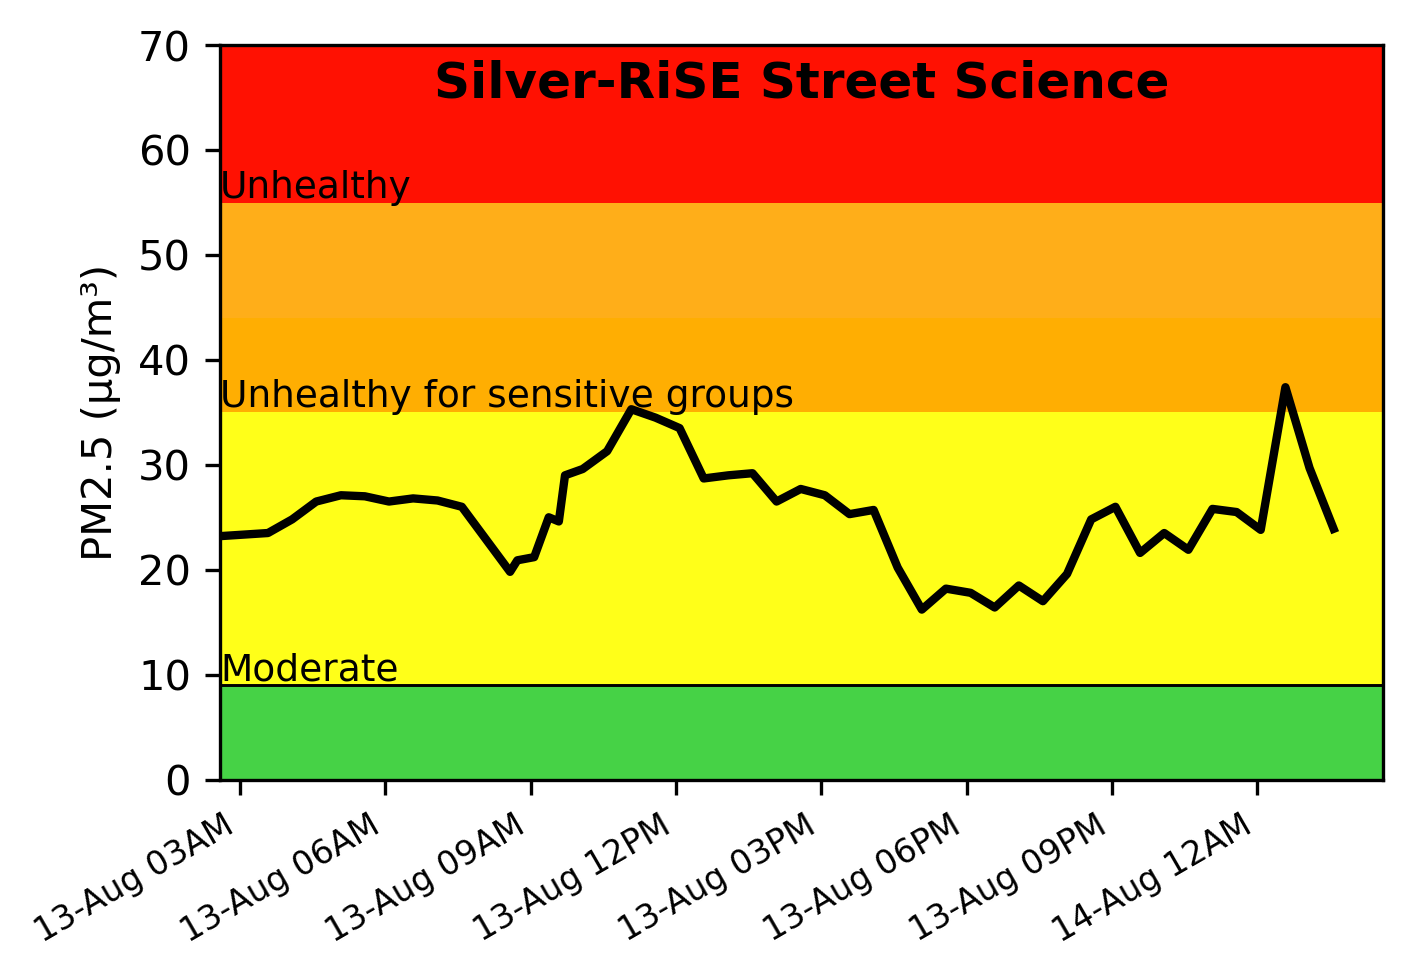 Silver-RiSE Street Science
70
60
50
40
30
20
10
0
PM2.5 (µg/m³)
Unhealthy
Unhealthy for sensitive groups
Moderate
13-Aug 03AM
13-Aug 06AM
13-Aug 09AM
13-Aug 12PM
13-Aug 03PM
13-Aug 06PM
13-Aug 09PM
14-Aug 12AM